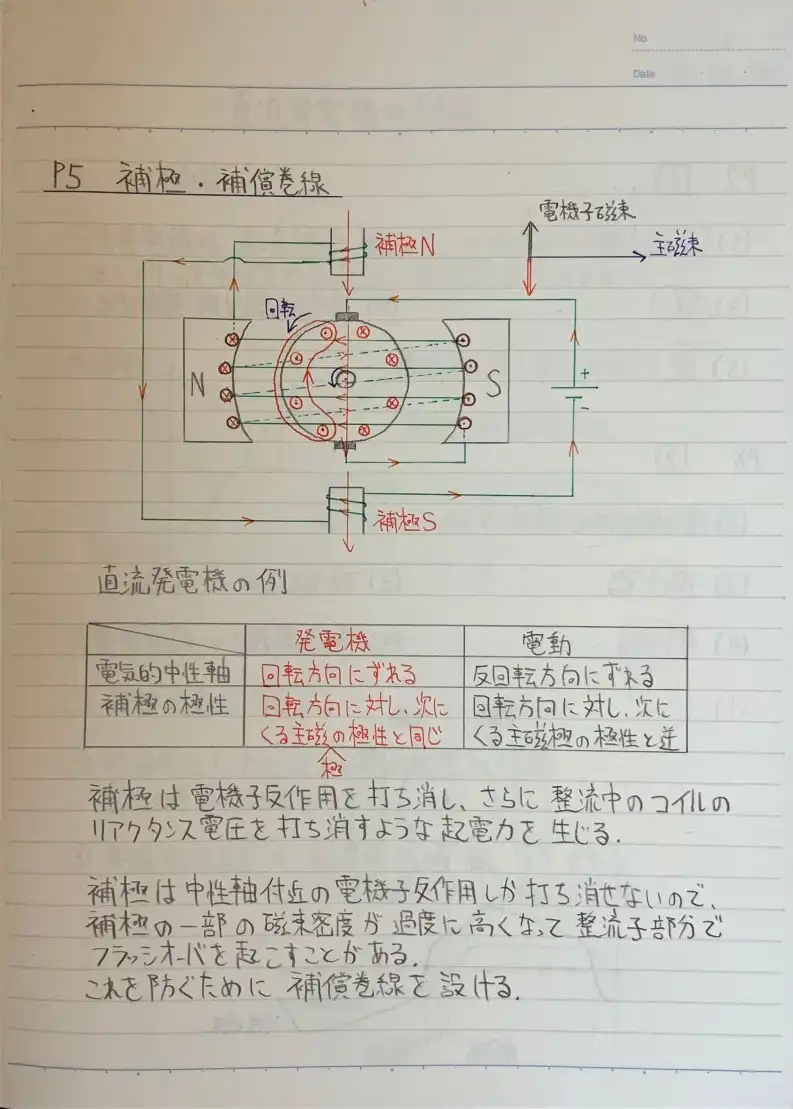 No.
Date
P5 補極・補償巻線
電機子磁束
補極N
主磁束
回転
N
S
+
-
補極S
直流発電機の例
発電機
電動
電気的中性軸
回転方向にずれる
反回転方向にずれる
補極の極性
回転方向に対し、次に
くる主磁の極性と同じ
極
回転方向に対し、次に
くる主磁極の極性と逆
補極は電機子反作用を打ち消し、さらに整流中のコイルの
リアクタンス電圧を打ち消すような起電力を生じる.
補極は中性軸付近の電機子反作用しか打ち消せないので、
補極の一部の磁束密度が過度に高くなって整流子部分で
フラッシオーバを起こすことがある.
これを防ぐために補償巻線を設ける.